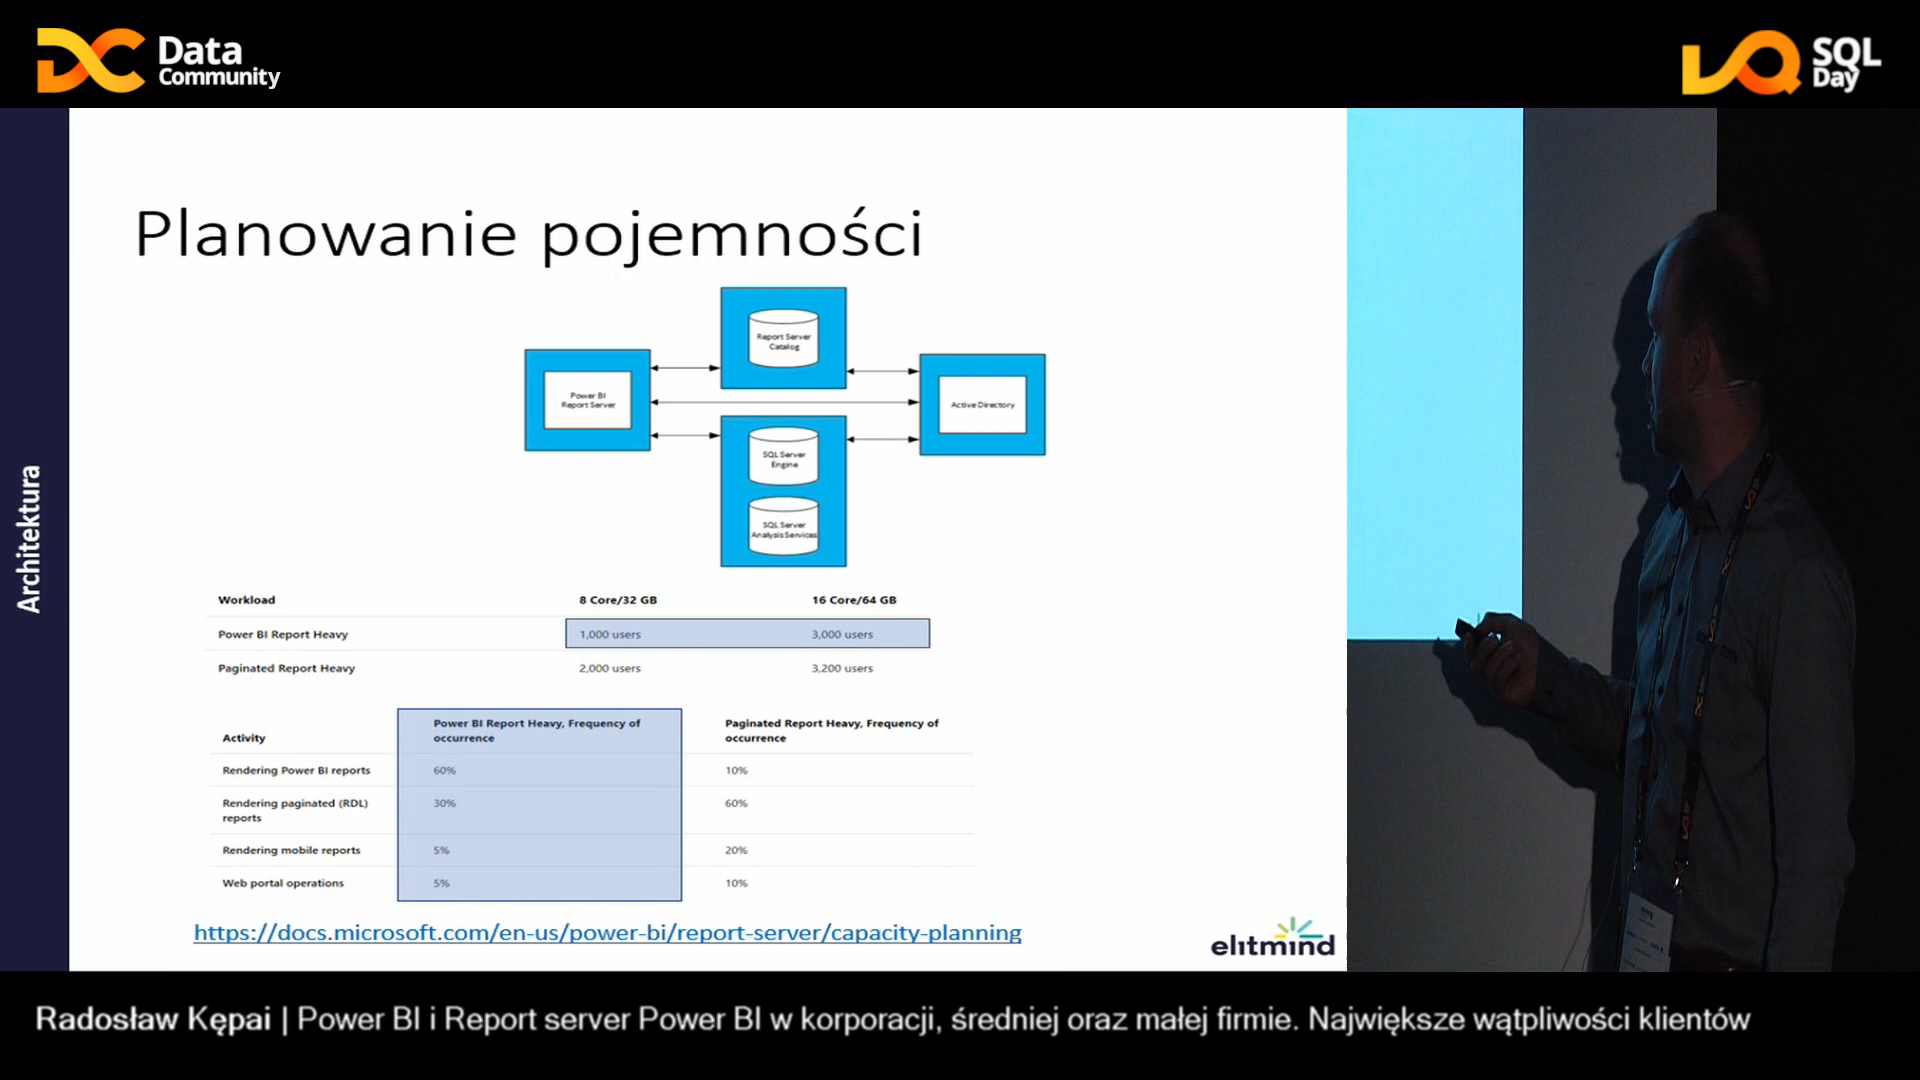 Data
Community
SQL
Day
Architektura
Planowanie pojemności
Report Server
Catalog
Power BI
Report Server
Active Directory
SQL Server
Engine
SQL Server
Analysis Services
Workload 8 Core/32 GB 16 Core/64 GB
Power BI Report Heavy 1,000 users 3,000 users
Paginated Report Heavy 2,000 users 3,200 users
Activity Power BI Report Heavy, Frequency of occurrence Paginated Report Heavy, Frequency of occurrence
Rendering Power BI reports 60% 10%
Rendering paginated (RDL) reports 30% 60%
Rendering mobile reports 5% 20%
Web portal operations 5% 10%
https://docs.microsoft.com/en-us/power-bi/report-server/capacity-planning
elitmind
Radosław Kępai | Power BI i Report server Power BI w korporacji, średniej oraz małej firmie. Największe wątpliwości klientów